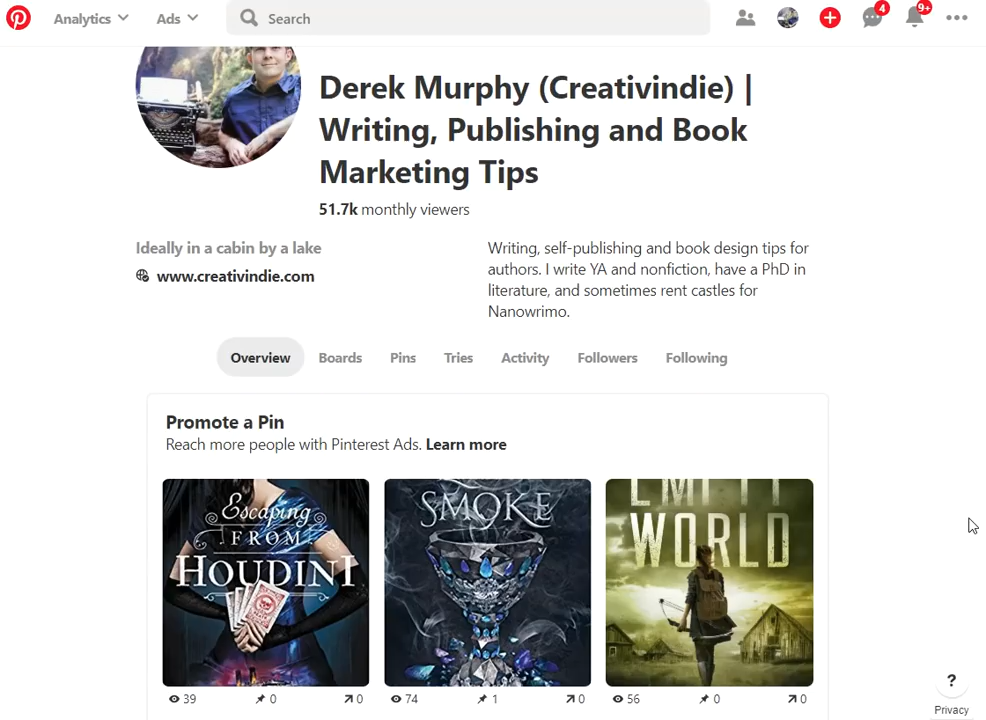 Analytics Ads Search 4 9+
Derek Murphy (Creativindie) |
Writing, Publishing and Book
Marketing Tips
51.7k monthly viewers
Ideally in a cabin by a lake
www.creativindie.com
Writing, self-publishing and book design tips for
authors. I write YA and nonfiction, have a PhD in
literature, and sometimes rent castles for
Nanowrimo.
Overview Boards Pins Tries Activity Followers Following
Promote a Pin
Reach more people with Pinterest Ads. Learn more
Escaping
FROM
HOUDINI
SMOKE
WORLD
39 0 0 74 1 0 56 0 0
?
Privacy